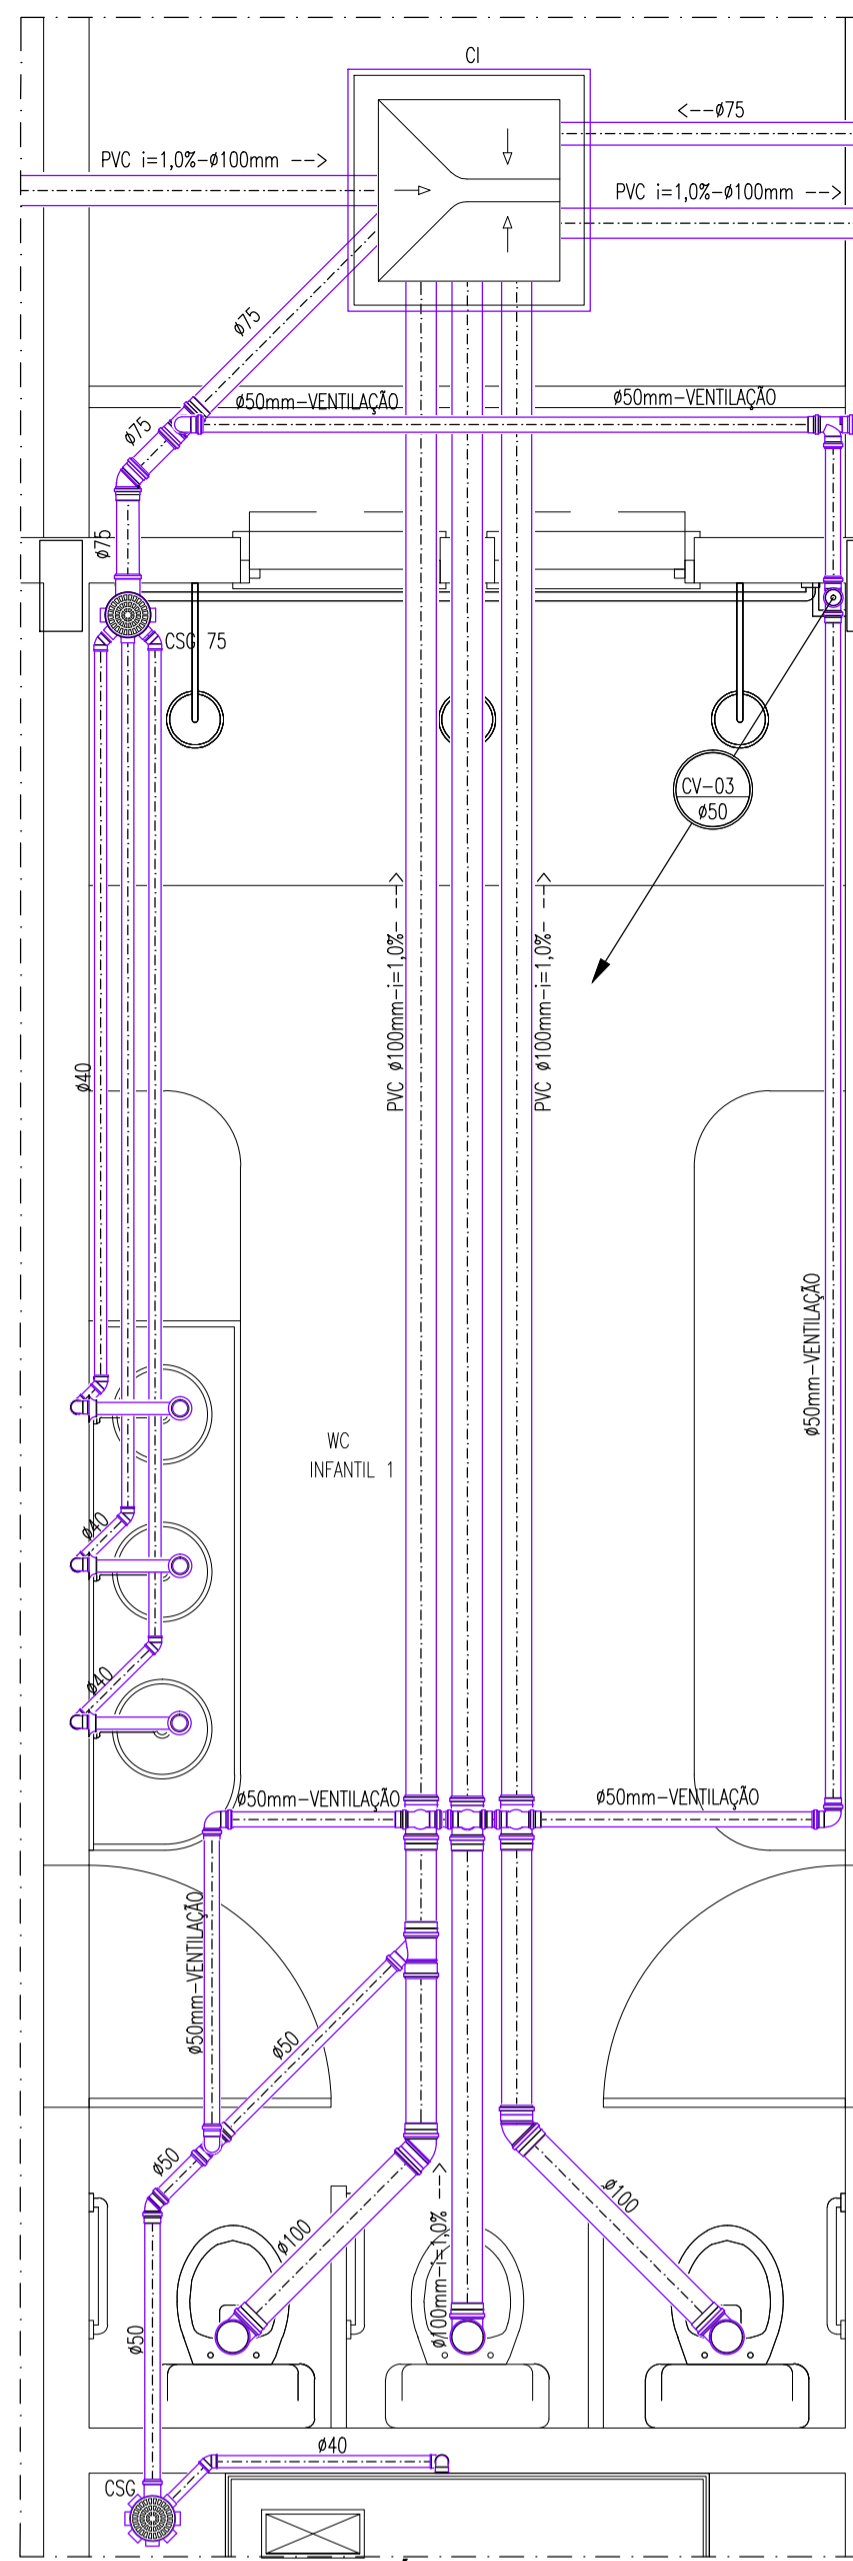 CI
<--ø75
PVC i=1,0%-ø100mm -->
PVC i=1,0%-ø100mm -->
ø75
ø50mm-VENTILAÇÃO
ø50mm-VENTILAÇÃO
ø75
ø75
CSG 75
CV-03
ø50
PVC ø100mm-i=1,0%- -->
PVC ø100mm-i=1,0%- -->
ø40
ø50mm-VENTILAÇÃO
WC
INFANTIL 1
ø40
ø40
ø50mm-VENTILAÇÃO
ø50mm-VENTILAÇÃO
ø50mm-VENTILAÇÃO
ø50
ø50
ø100
ø100mm-i=1,0% -->
ø100
ø50
ø40
CSG